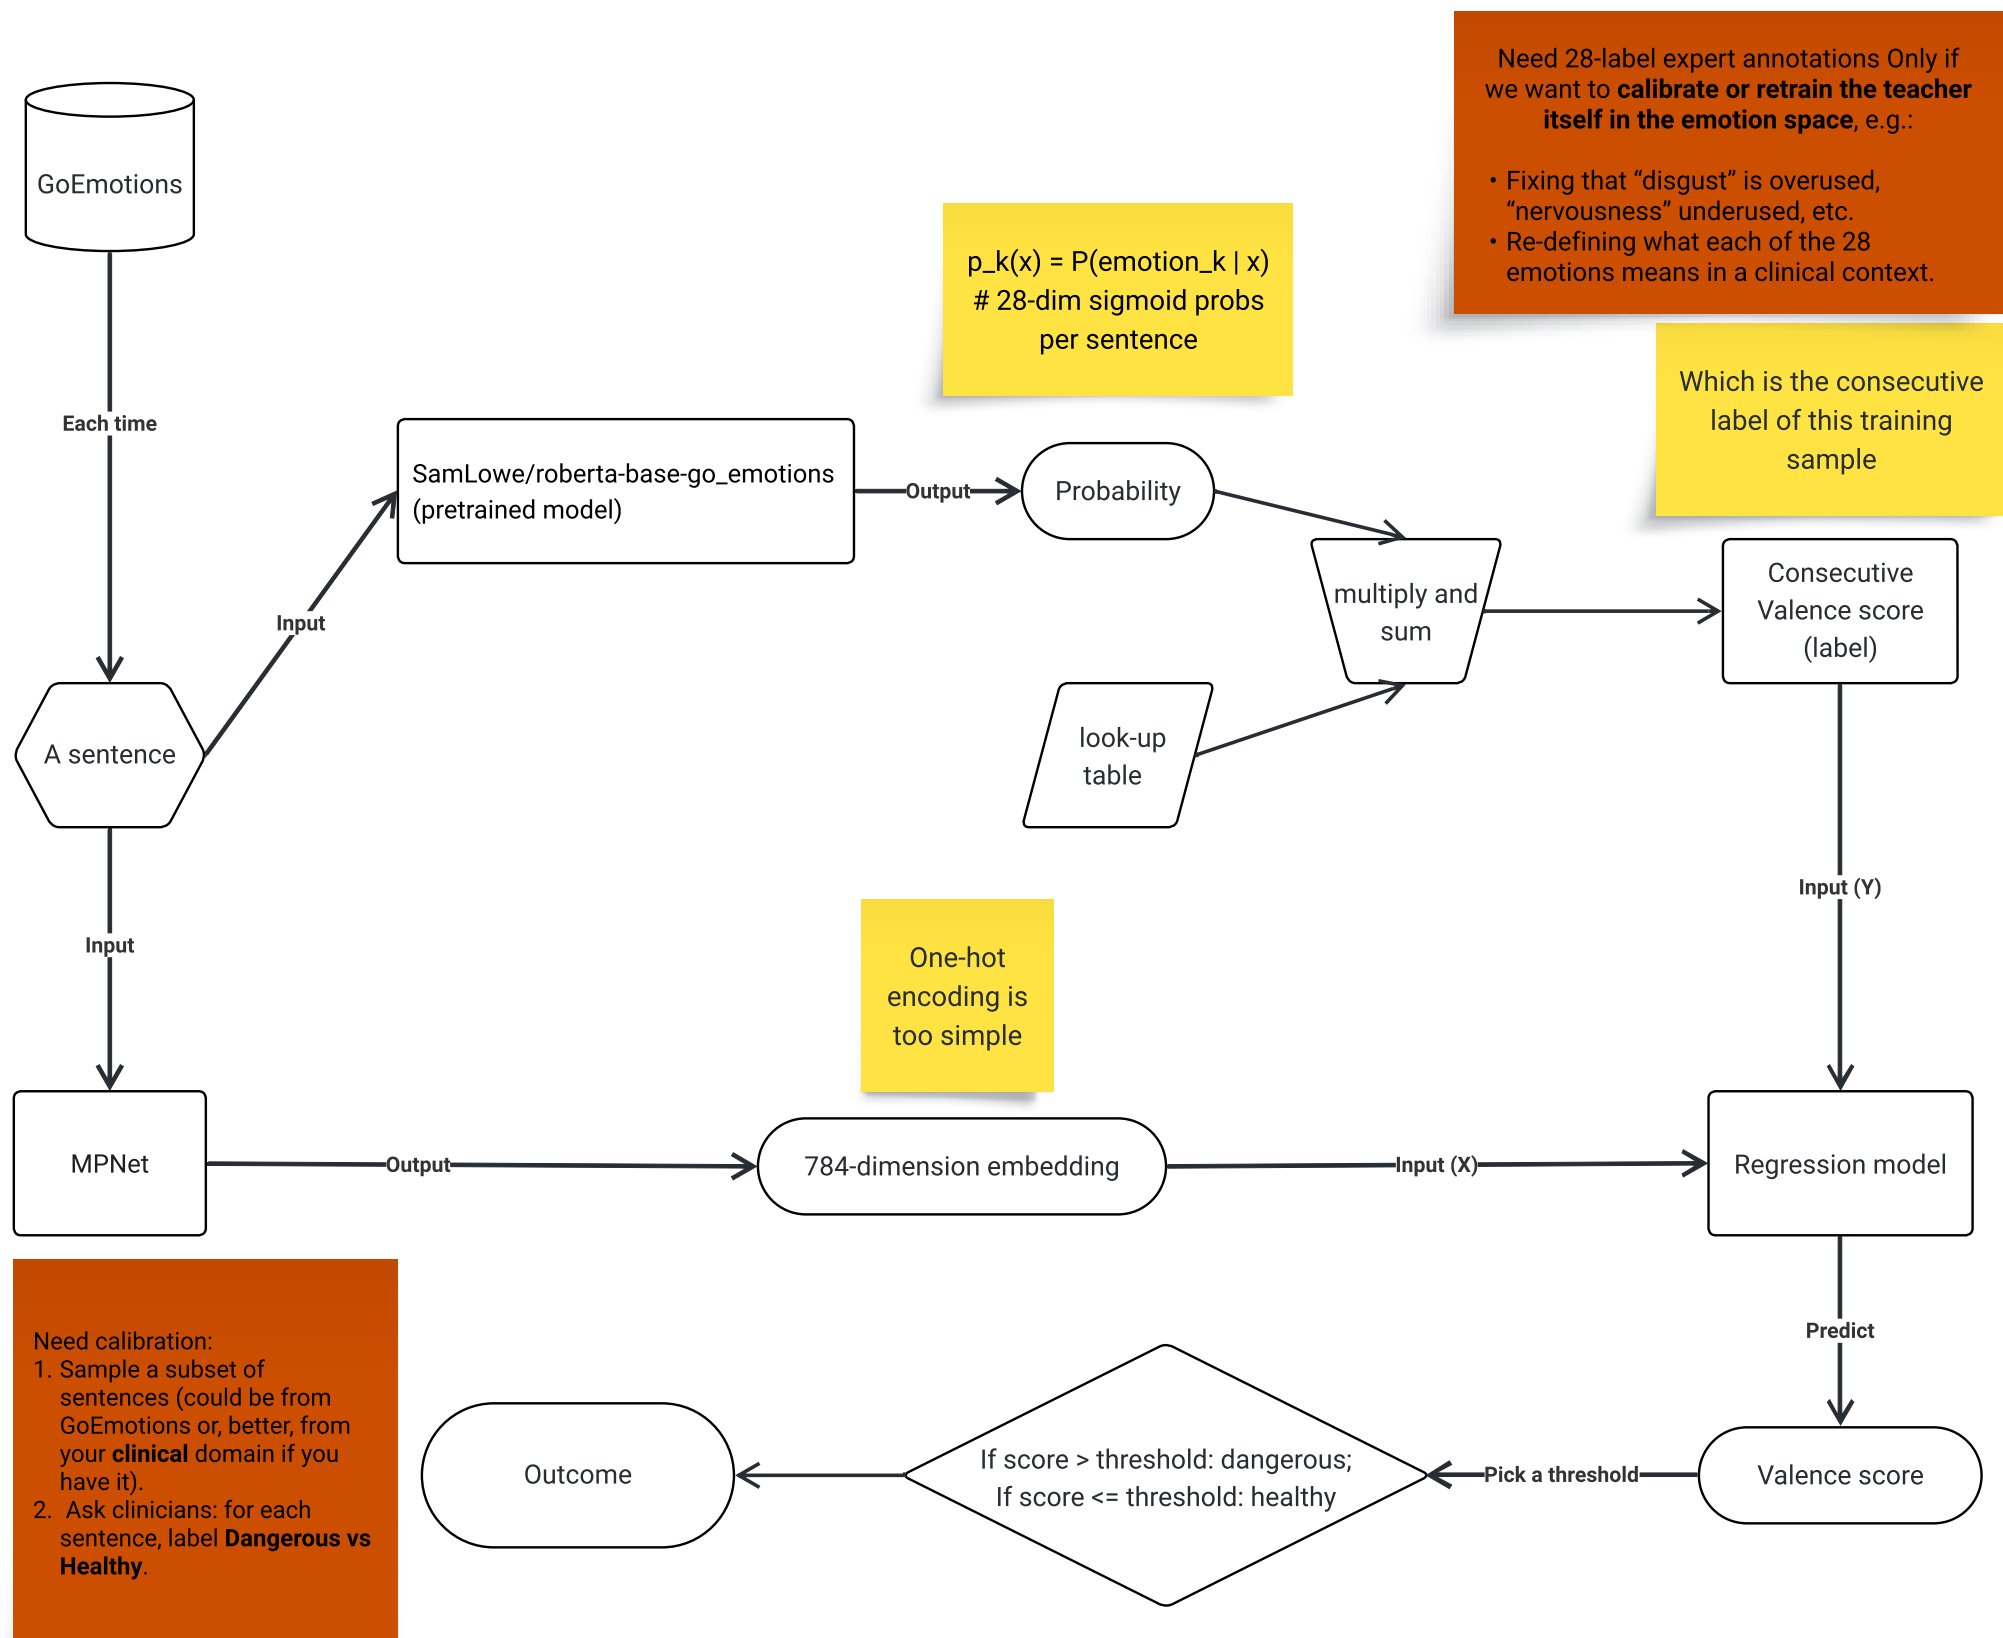 Need 28-label expert annotations Only if
we want to calibrate or retrain the teacher
itself in the emotion space, e.g.:
• Fixing that “disgust” is overused,
“nervousness” underused, etc.
• Re-defining what each of the 28
emotions means in a clinical context.
GoEmotions
p_k(x) = P(emotion_k | x)
# 28-dim sigmoid probs
per sentence
Which is the consecutive
label of this training
sample
Each time
SamLowe/roberta-base-go_emotions
(pretrained model)
Output
Probability
multiply and
sum
Consecutive
Valence score
(label)
Input
A sentence
look-up
table
Input (Y)
Input
One-hot
encoding is
too simple
MPNet
Output
784-dimension embedding
Input (X)
Regression model
Need calibration:
1. Sample a subset of
sentences (could be from
GoEmotions or, better, from
your clinical domain if you
have it).
2. Ask clinicians: for each
sentence, label Dangerous vs
Healthy.
Predict
Outcome
If score > threshold: dangerous;
If score <= threshold: healthy
Pick a threshold
Valence score